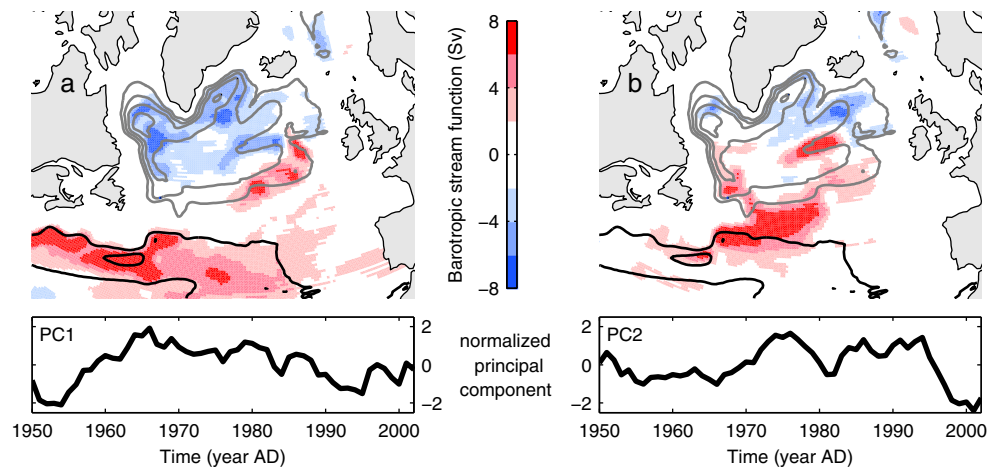 a
8
4
0
−4
−8
Barotropic stream function (Sv)
b
PC1
2
0
−2
1950 1960 1970 1980 1990 2000
Time (year AD)
normalized
principal
component
PC2
2
0
−2
1950 1960 1970 1980 1990 2000
Time (year AD)